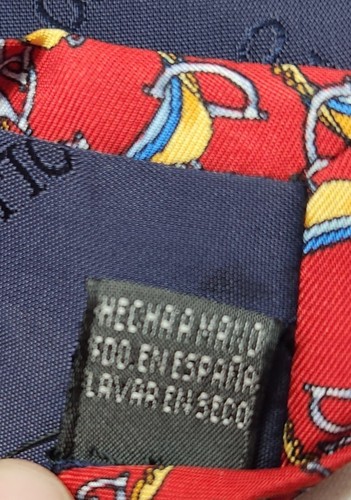 HECHA A MANO
FDO. EN ESPAÑA
LAVAR EN SECO